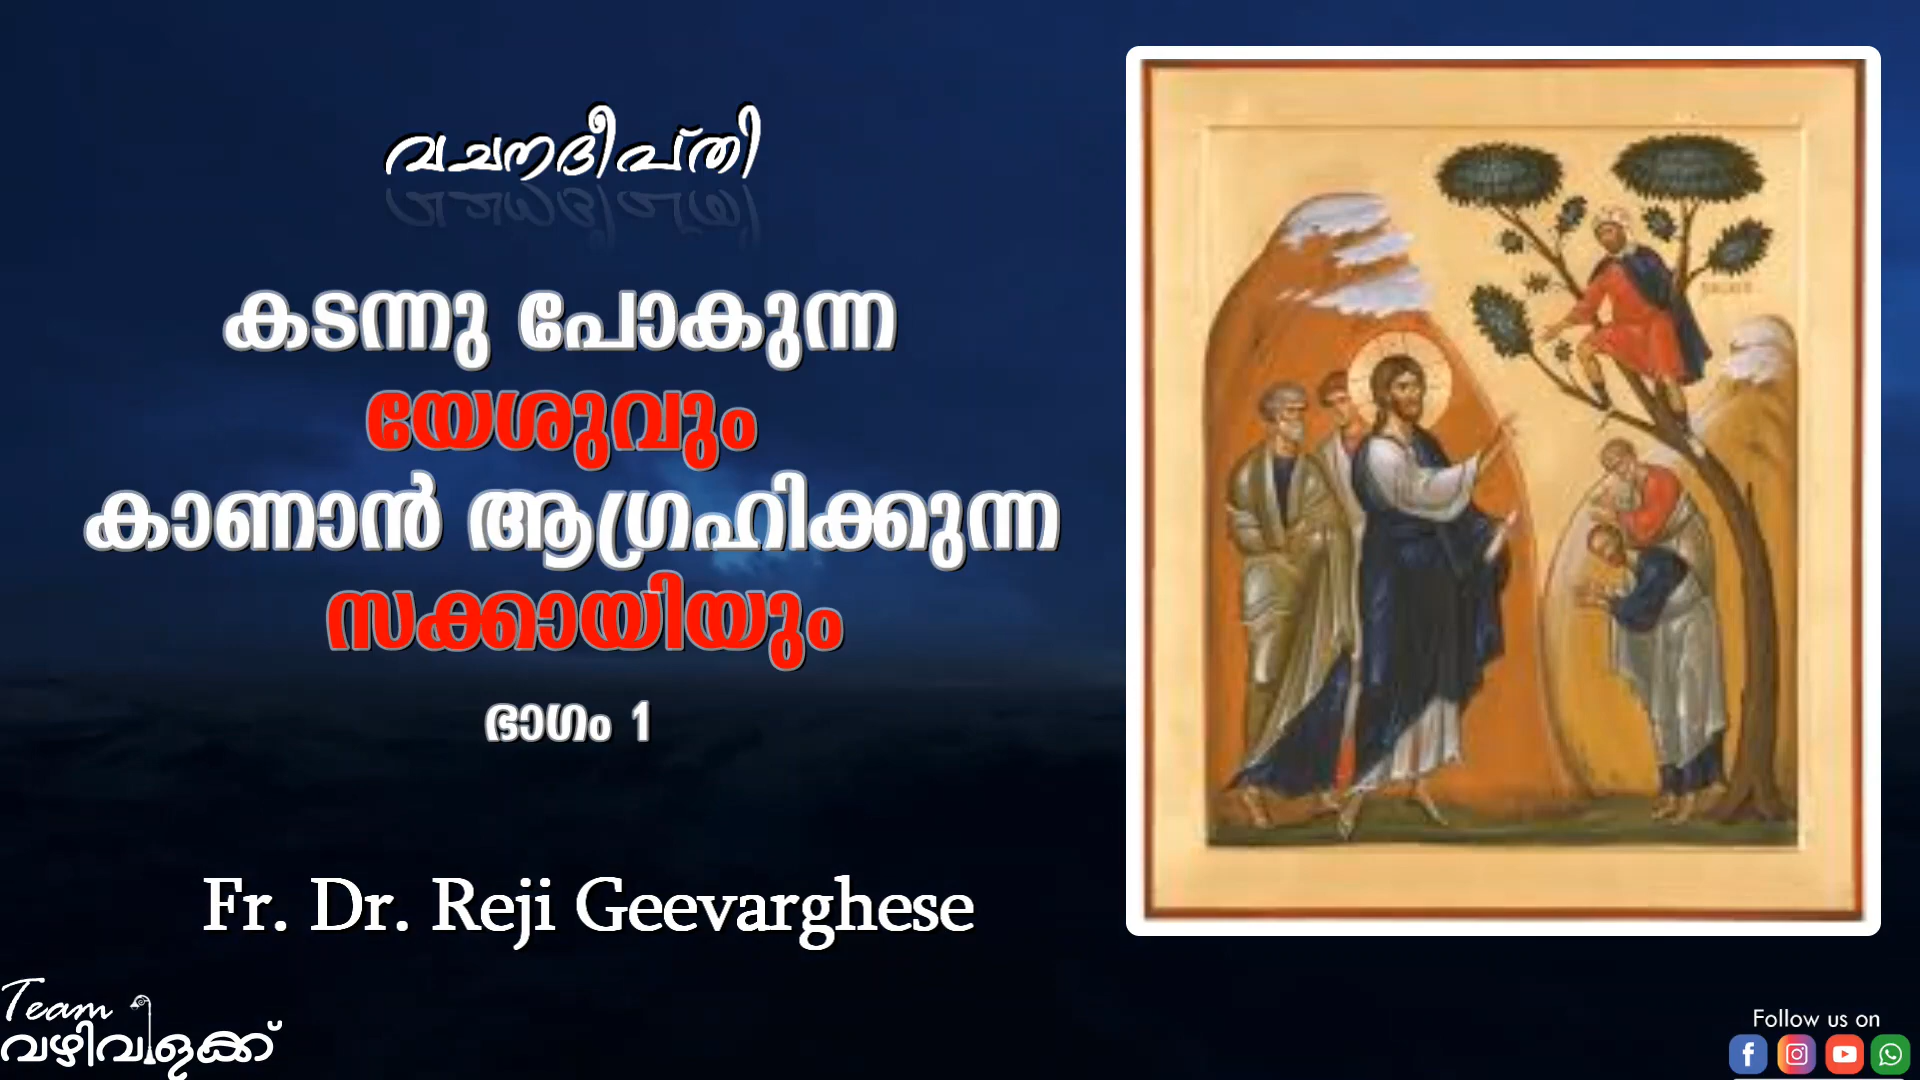 വചനദീപ്തി
കടന്നു പോകുന്ന
യേശുവും
കാണാൻ ആഗ്രഹിക്കുന്ന
സക്കായിയും
ഭാഗം 1
Fr. Dr. Reji Geevarghese
Team
വഴിവിളക്ക്
Follow us on